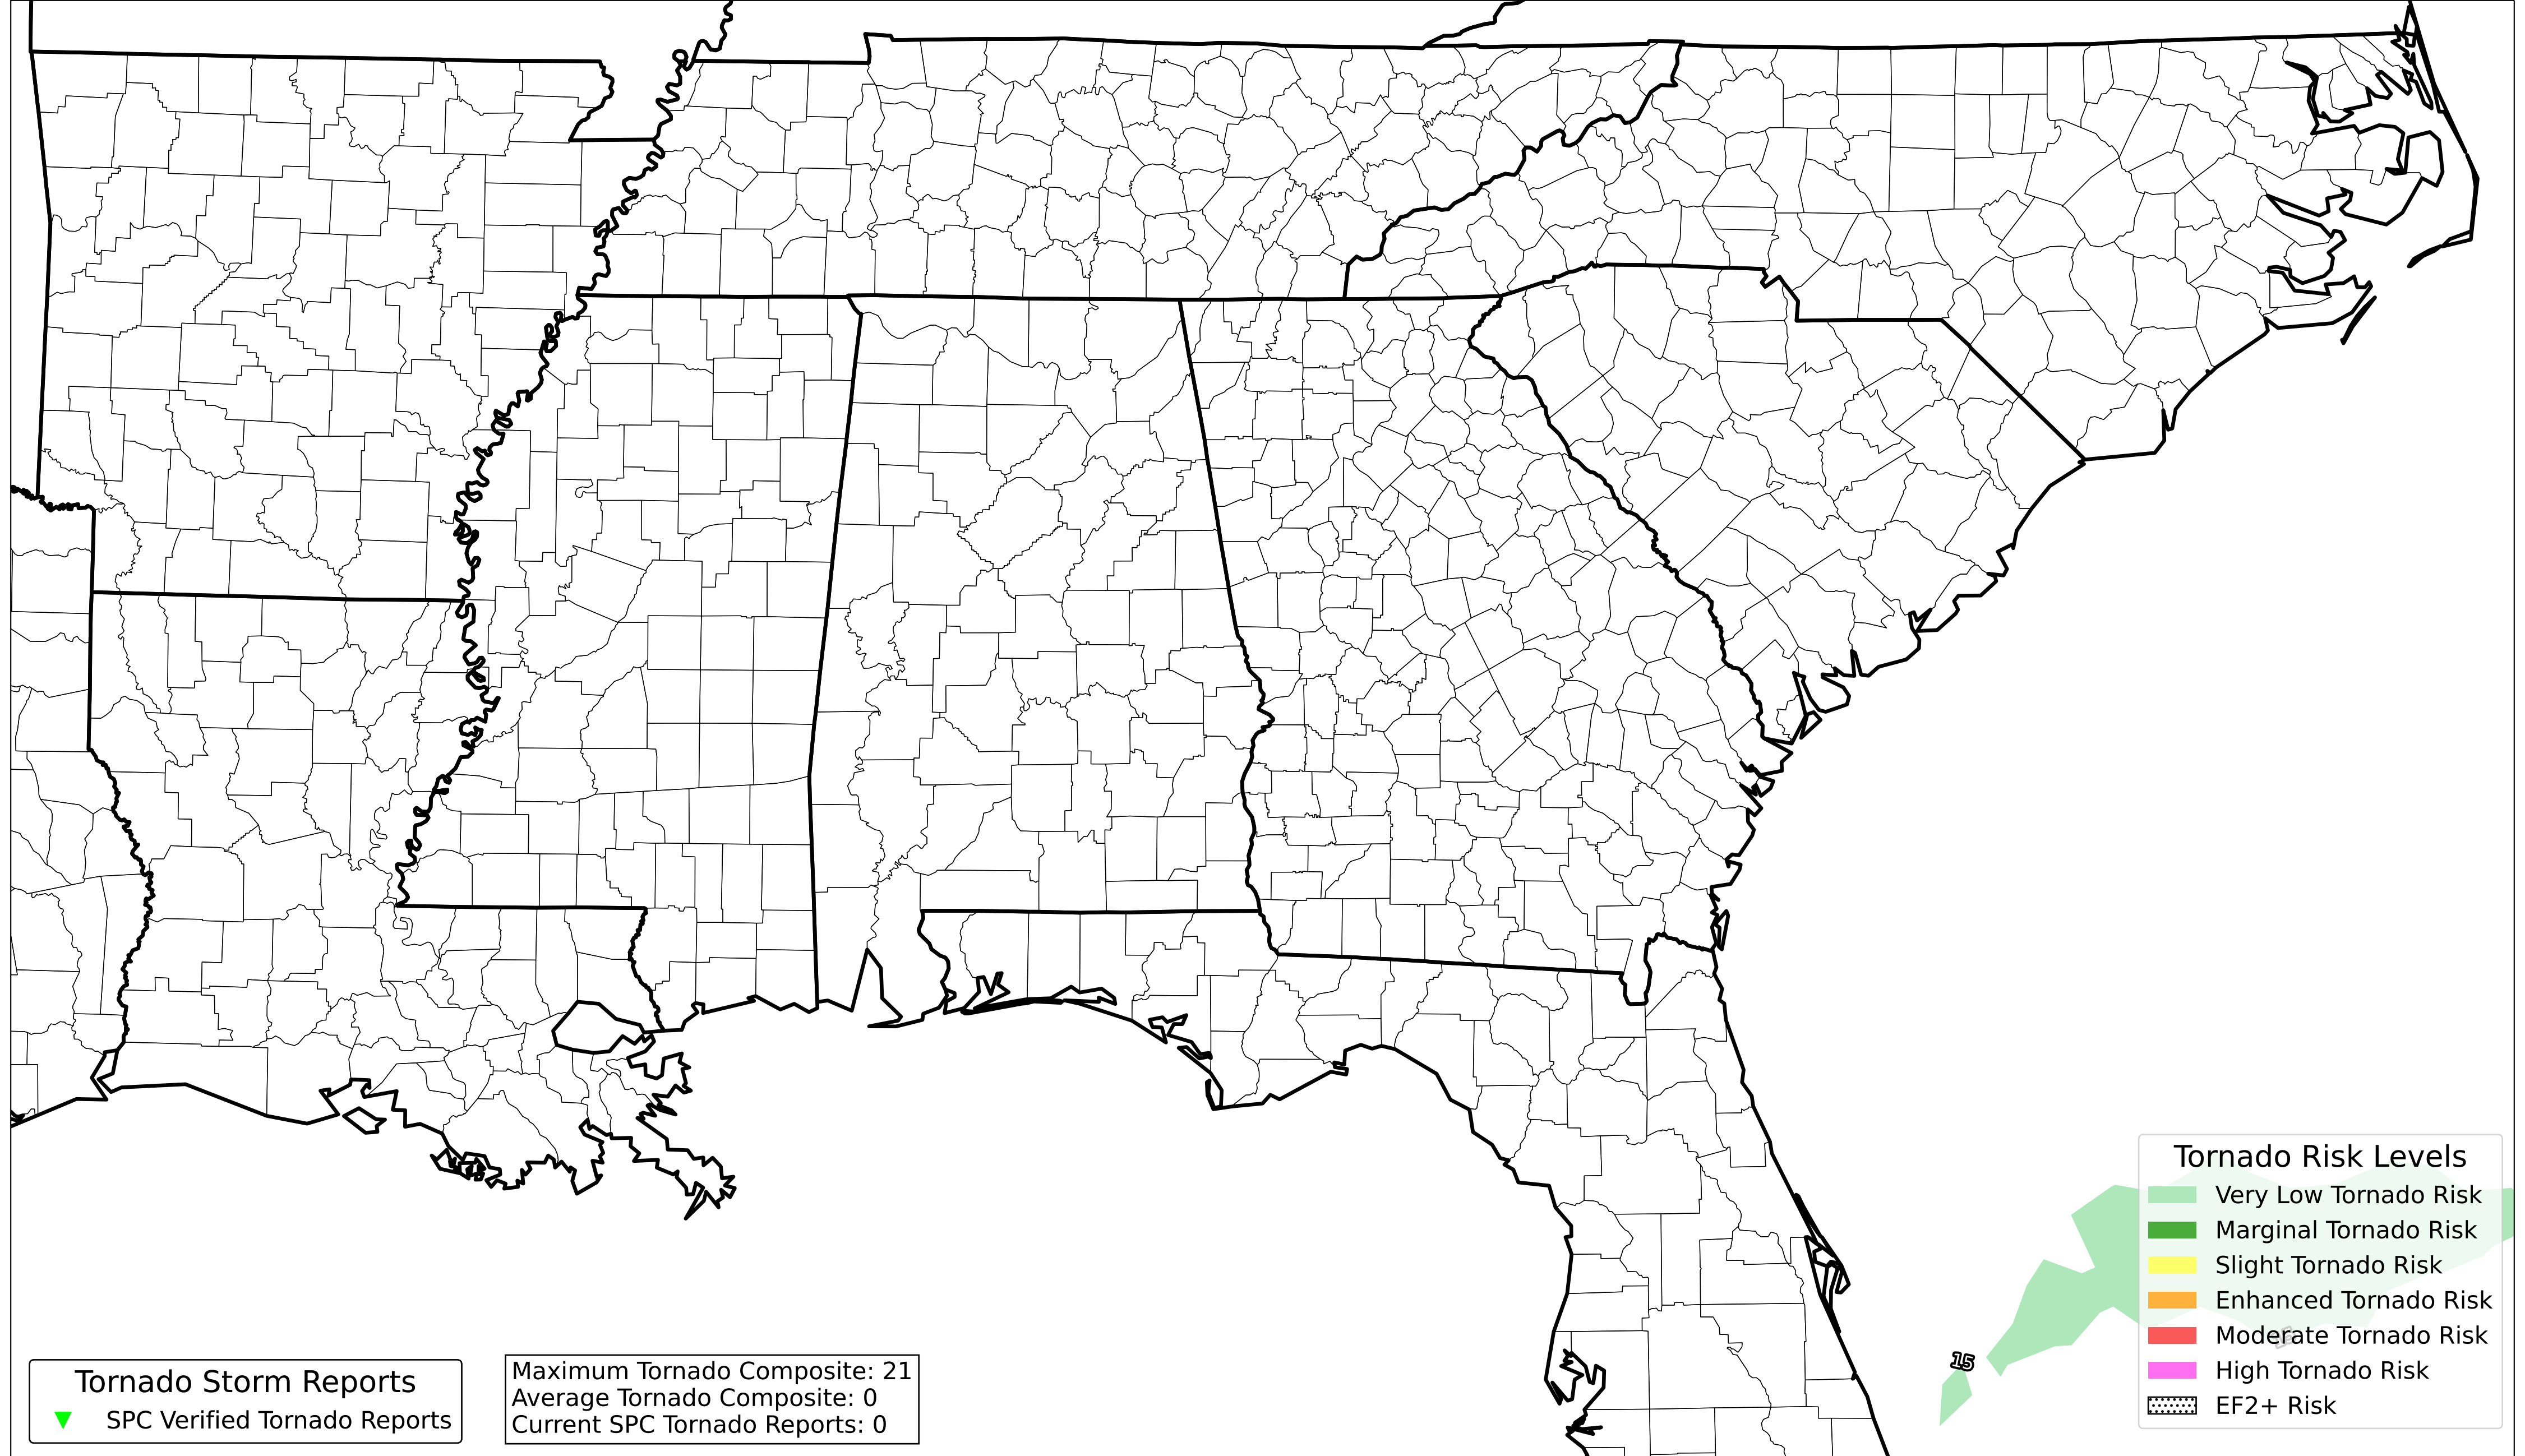 Tornado Risk Levels
Very Low Tornado Risk
Marginal Tornado Risk
Slight Tornado Risk
Enhanced Tornado Risk
Moderate Tornado Risk
High Tornado Risk
EF2+ Risk
15
Tornado Storm Reports
SPC Verified Tornado Reports
Maximum Tornado Composite: 21
Average Tornado Composite: 0
Current SPC Tornado Reports: 0